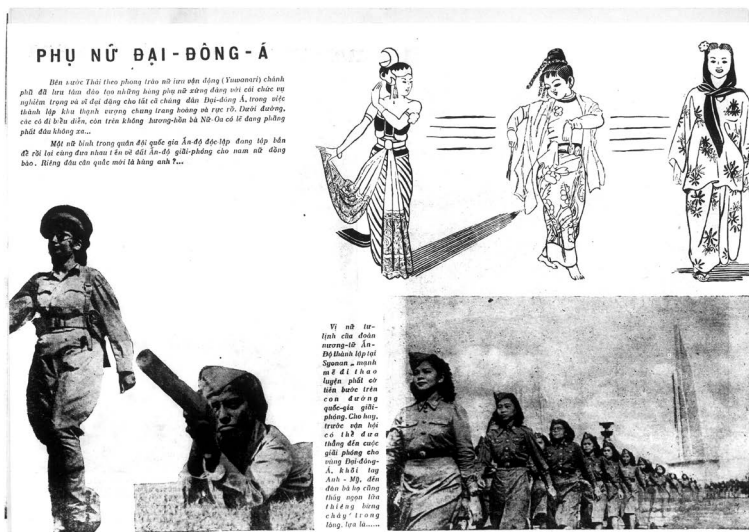 PHỤ NỮ ĐẠI-ĐÔNG-Á
Bên nước Thái theo phong trào nữ lưu vận động (Yuwanari) chánh
phủ đã lưu tâm đào tạo những hùng phụ nữ xứng đáng với cái chức vụ
nghiêm trọng và vĩ đại dặng cho tất cả chúng dân Đại-đông Á, trong việc
thành lập khu thạnh vượng chung trang hoàng và rực rỡ. Dưới đường,
các cô đi biểu diễn, còn trên không hương-hồn bà Nữ-Oa có lẽ đang phảng
phất đâu không xa...
Một nữ binh trong quân đội quốc gia Ấn-độ độc-lập đang tập bắn
để rồi lại cùng đưa nhau tiến về đất Ấn-độ giải-phóng cho nam nữ đồng
bào. Riêng đâu cân quắc mới là hùng anh ?...
Vị nữ tư-
lịnh của đoàn
nương-tử Ấn-
Độ thành lập tại
Syonan, mạnh
mẽ đi thao
luyện phất cờ
tiến bước trên
con đường
quốc-gia giải-
phóng. Cho hay,
trước vận hội
có thể đưa
thẳng đến cuộc
giải phóng cho
vùng Đại-đông-
Á, khỏi tay
Anh - Mỹ, đến
đàn bà họ cũng
thấy ngọn lửa
thiêng bừng
cháy trong
lòng, lựa là......